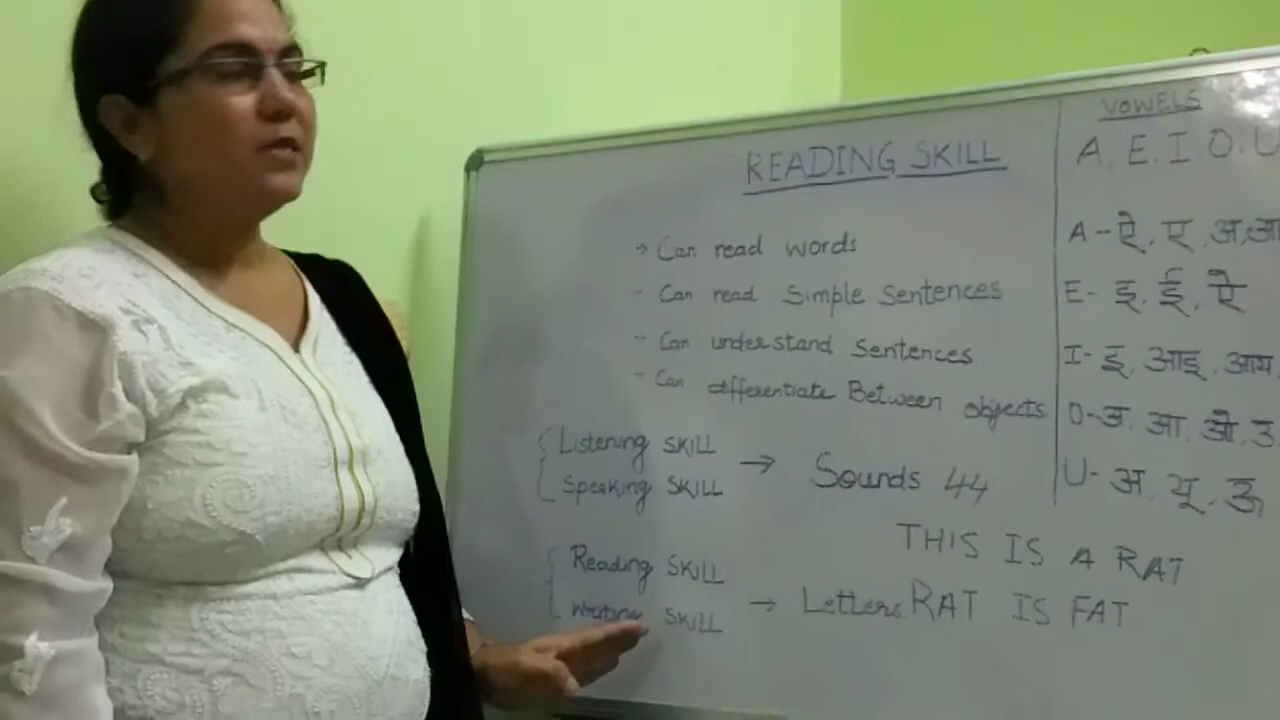 READING SKILL
→ Can read words
- Can read Simple Sentences
- Can understand Sentences
- Can differentiate Between objects
{ Listening SKILL
Speaking SKILL → Sounds 44
{ Reading SKILL
Writing SKILL → Letters. RAT IS FAT
THIS IS A RAT
VOWELS
A. E. I. O. U
A - ऐ, ए, अ, आ
E - इ, ई, ऐ
I - इ, आइ, आय,
O - अ, आ, ओ, उ
U - अ, यू, ऊ